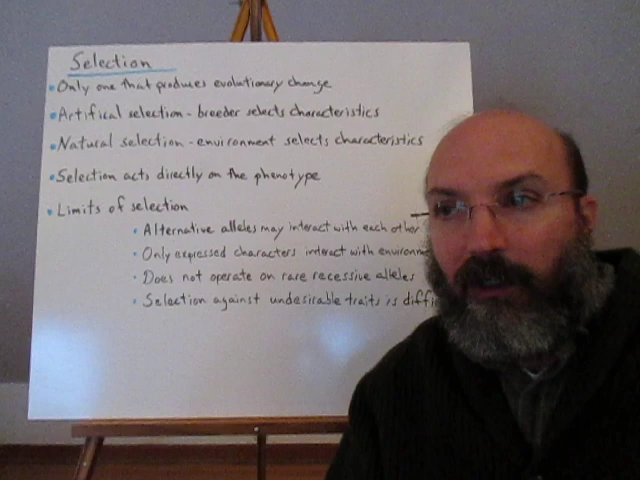 Selection
• Only one that produces evolutionary change
• Artifical selection - breeder selects characteristics
• Natural selection - environment selects characteristics
• Selection acts directly on the phenotype
• Limits of selection
• Alternative alleles may interact with each other
• Only expressed characters interact with environm
• Does not operate on rare recessive alleles
• Selection against undesirable traits is diffi